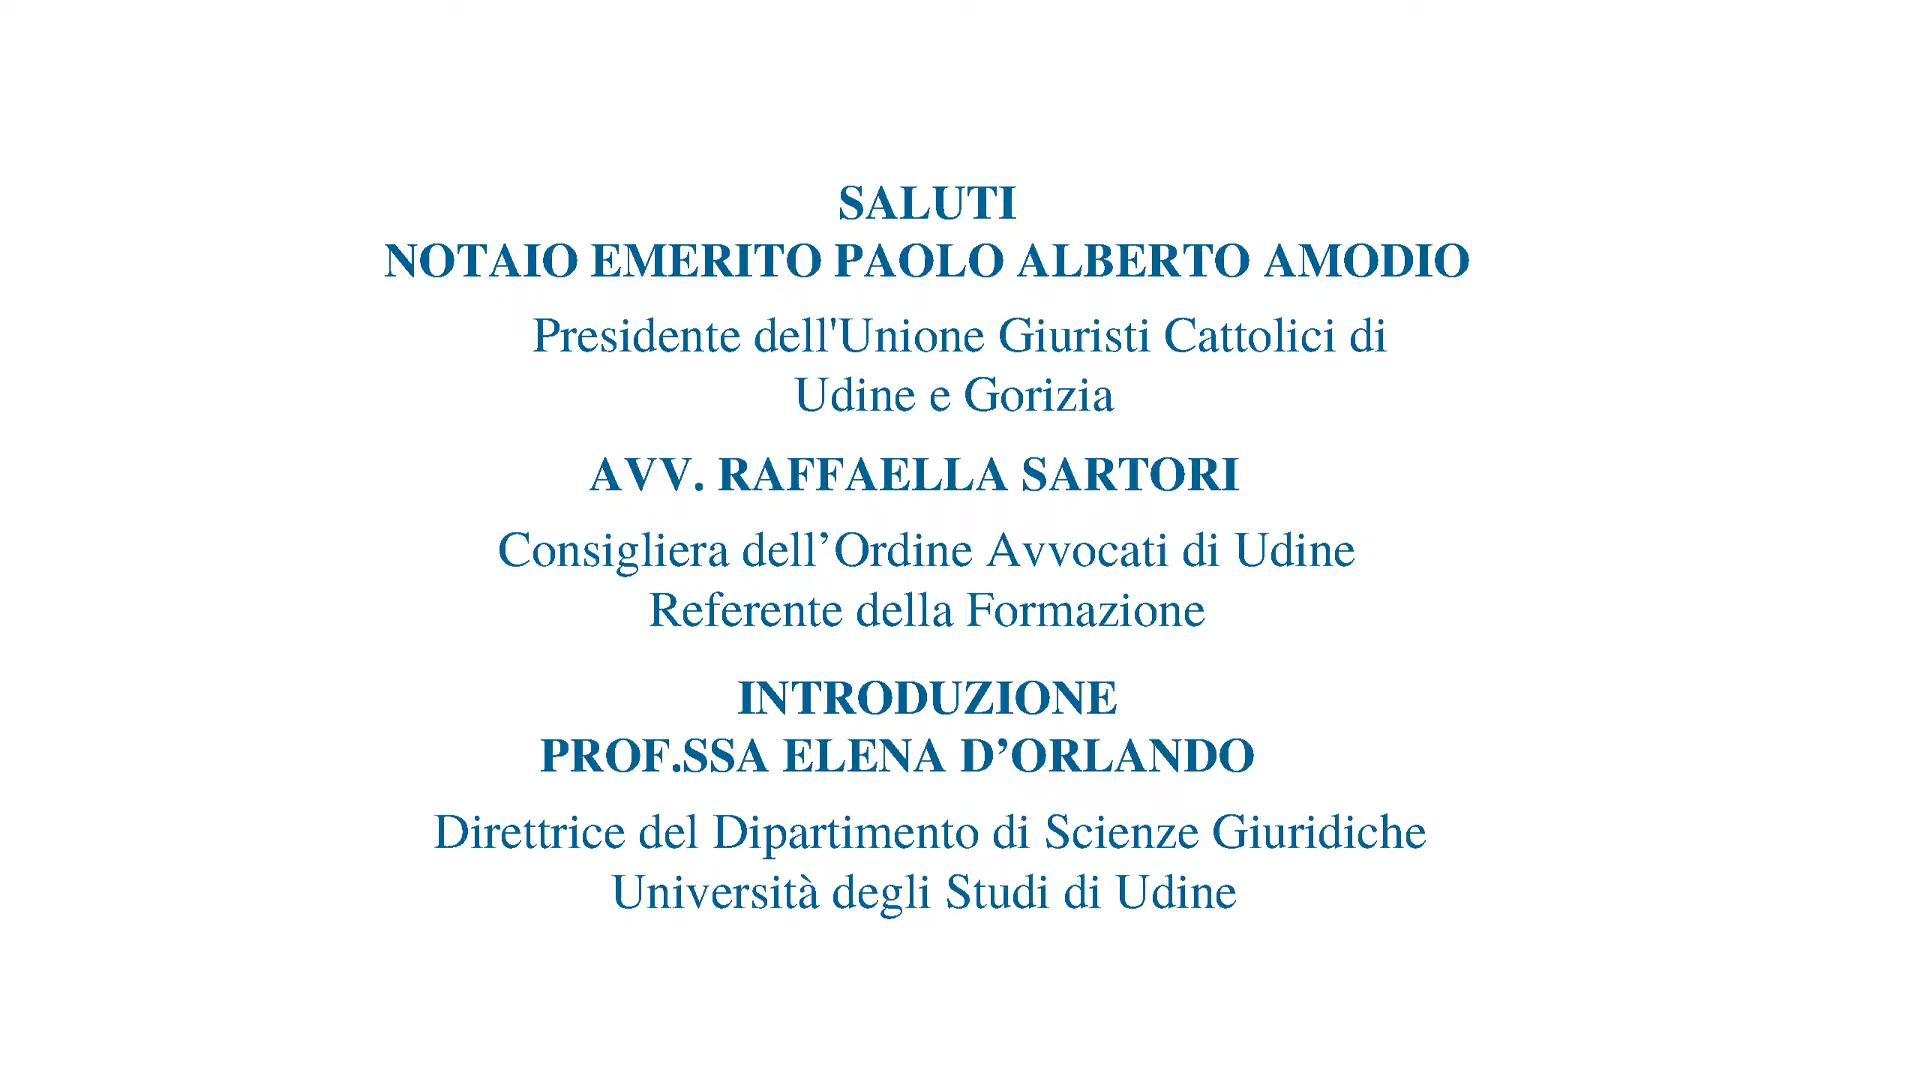 SALUTI
NOTAIO EMERITO PAOLO ALBERTO AMODIO
Presidente dell'Unione Giuristi Cattolici di
Udine e Gorizia
AVV. RAFFAELLA SARTORI
Consigliera dell’Ordine Avvocati di Udine
Referente della Formazione
INTRODUZIONE
PROF.SSA ELENA D’ORLANDO
Direttrice del Dipartimento di Scienze Giuridiche
Università degli Studi di Udine